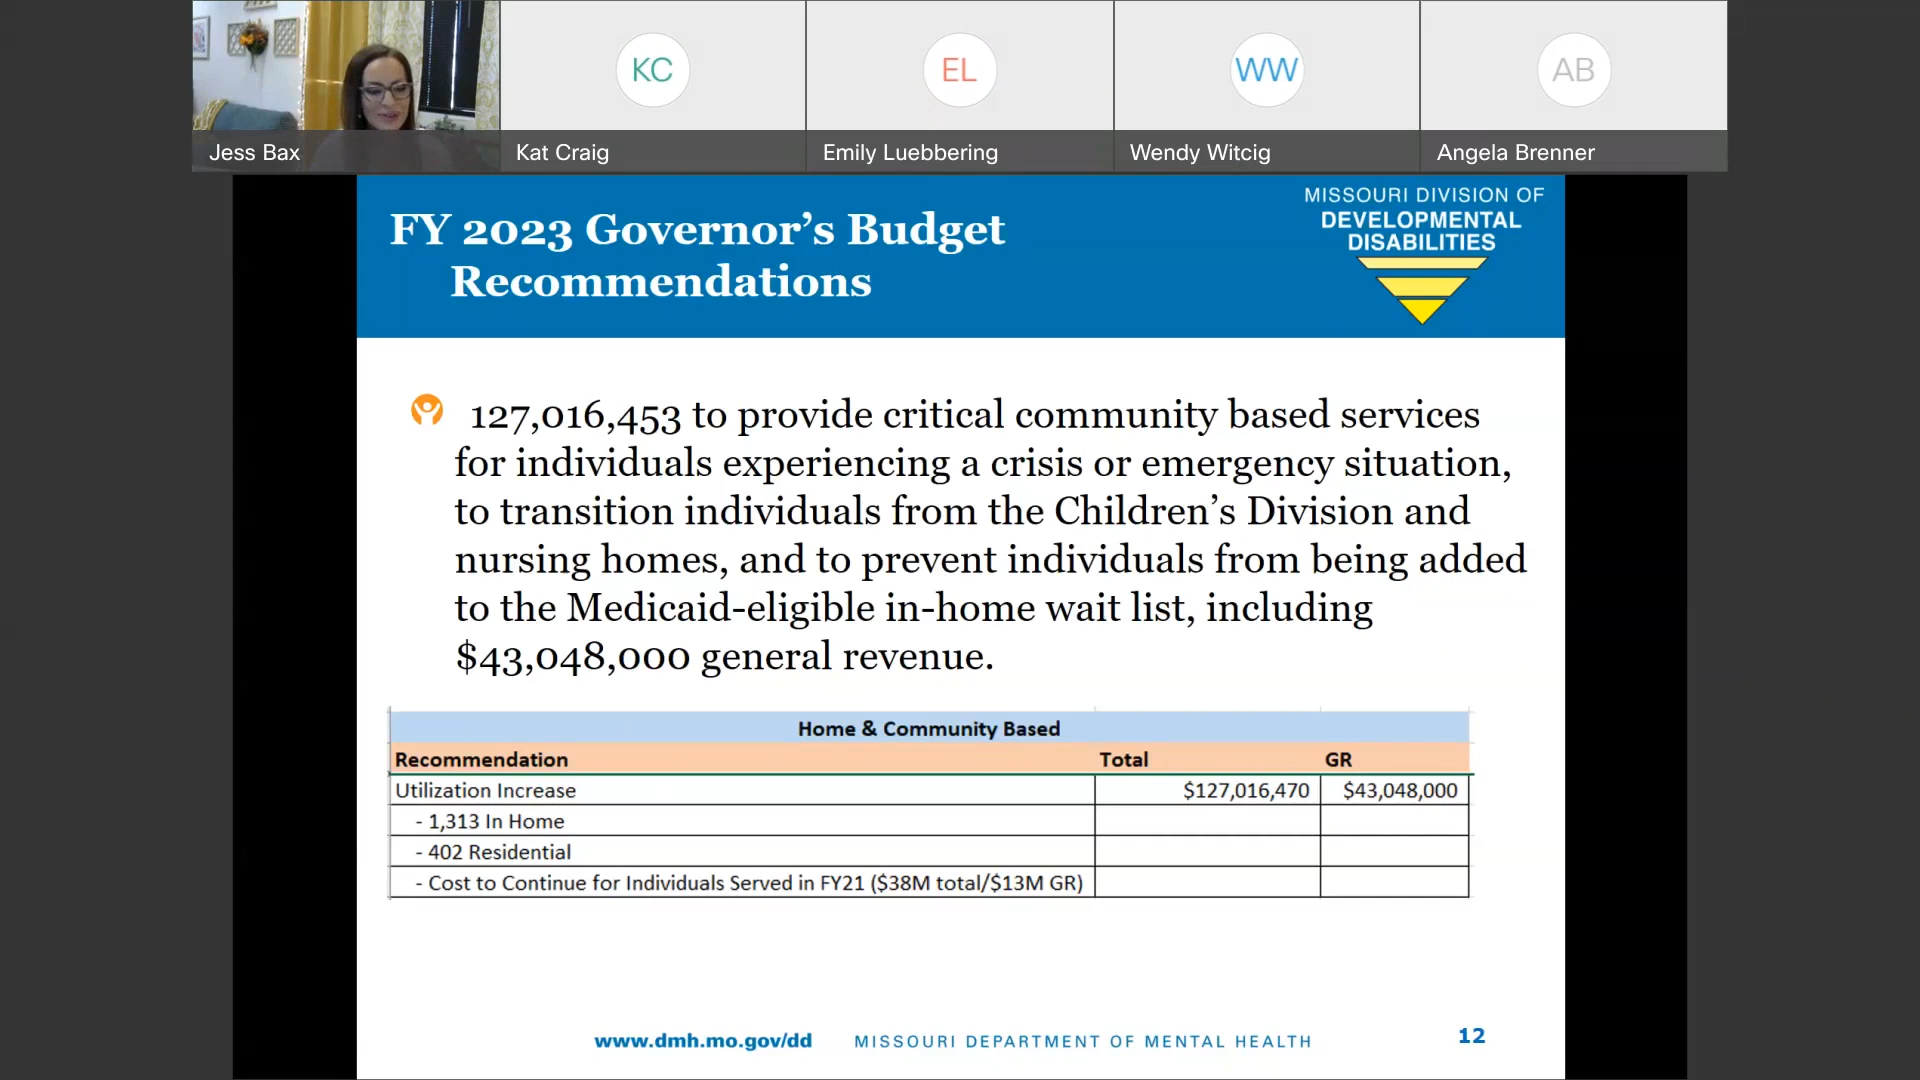 KC
EL
WW
AB
Jess Bax
Kat Craig
Emily Luebbering
Wendy Witcig
Angela Brenner
FY 2023 Governor’s Budget
Recommendations
MISSOURI DIVISION OF
DEVELOPMENTAL
DISABILITIES
127,016,453 to provide critical community based services
for individuals experiencing a crisis or emergency situation,
to transition individuals from the Children’s Division and
nursing homes, and to prevent individuals from being added
to the Medicaid-eligible in-home wait list, including
$43,048,000 general revenue.
Home & Community Based
Recommendation Total GR
Utilization Increase $127,016,470 $43,048,000
- 1,313 In Home
- 402 Residential
- Cost to Continue for Individuals Served in FY21 ($38M total/$13M GR)
www.dmh.mo.gov/dd MISSOURI DEPARTMENT OF MENTAL HEALTH 12